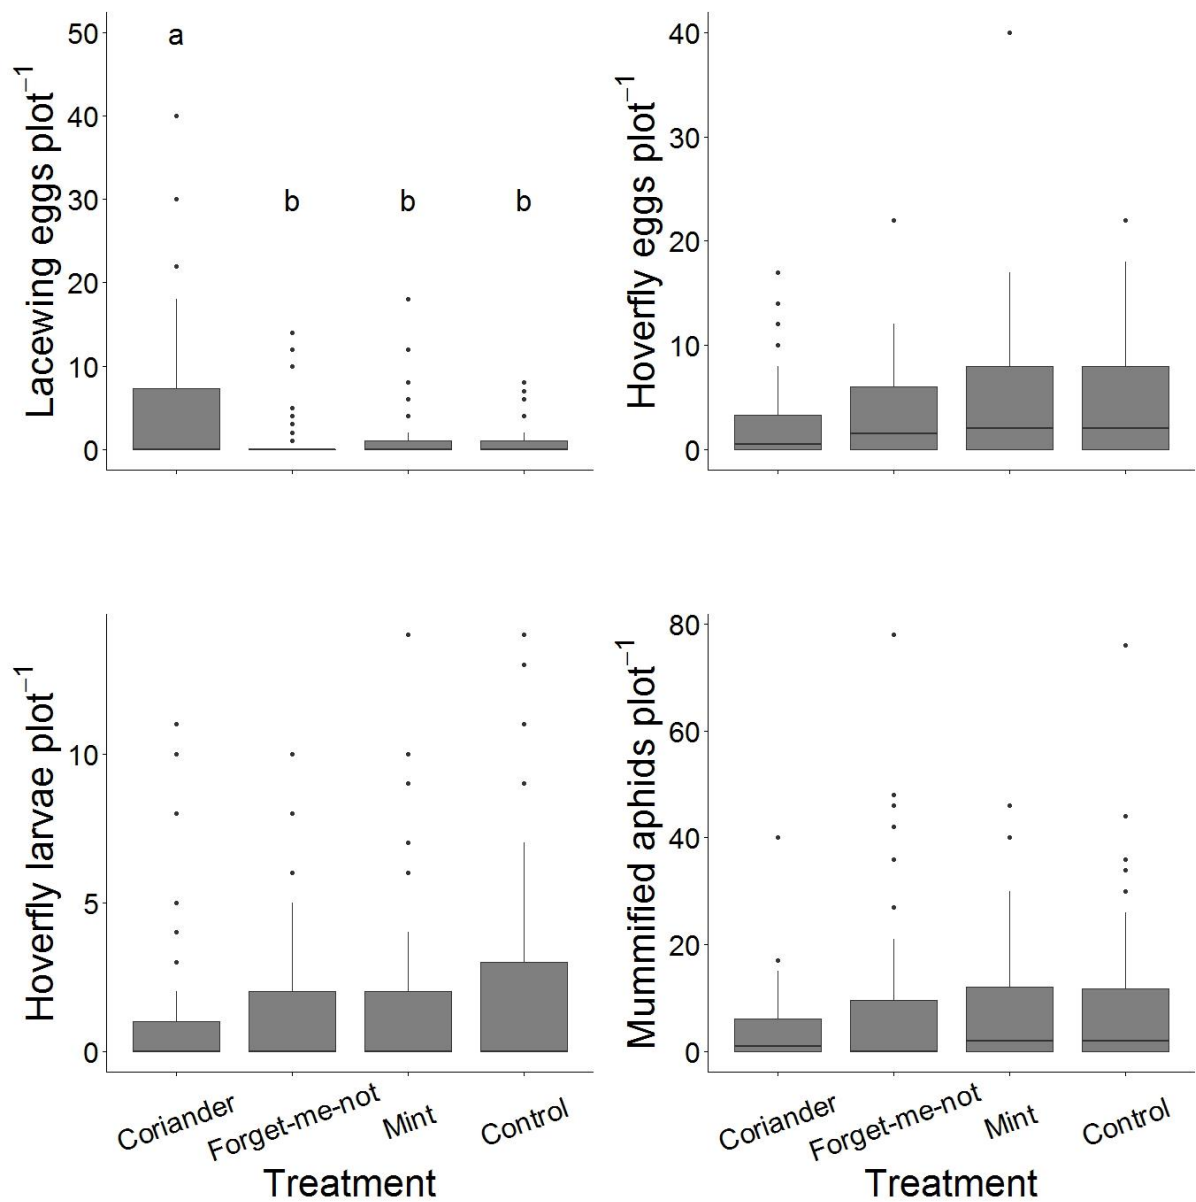 Lacewing eggs plot⁻¹
50
40
30
20
10
0
a
b b b
Hoverfly eggs plot⁻¹
40
30
20
10
0
Hoverfly larvae plot⁻¹
10
5
0
Coriander Forget-me-not Mint Control
Treatment
Mummified aphids plot⁻¹
80
60
40
20
0
Coriander Forget-me-not Mint Control
Treatment